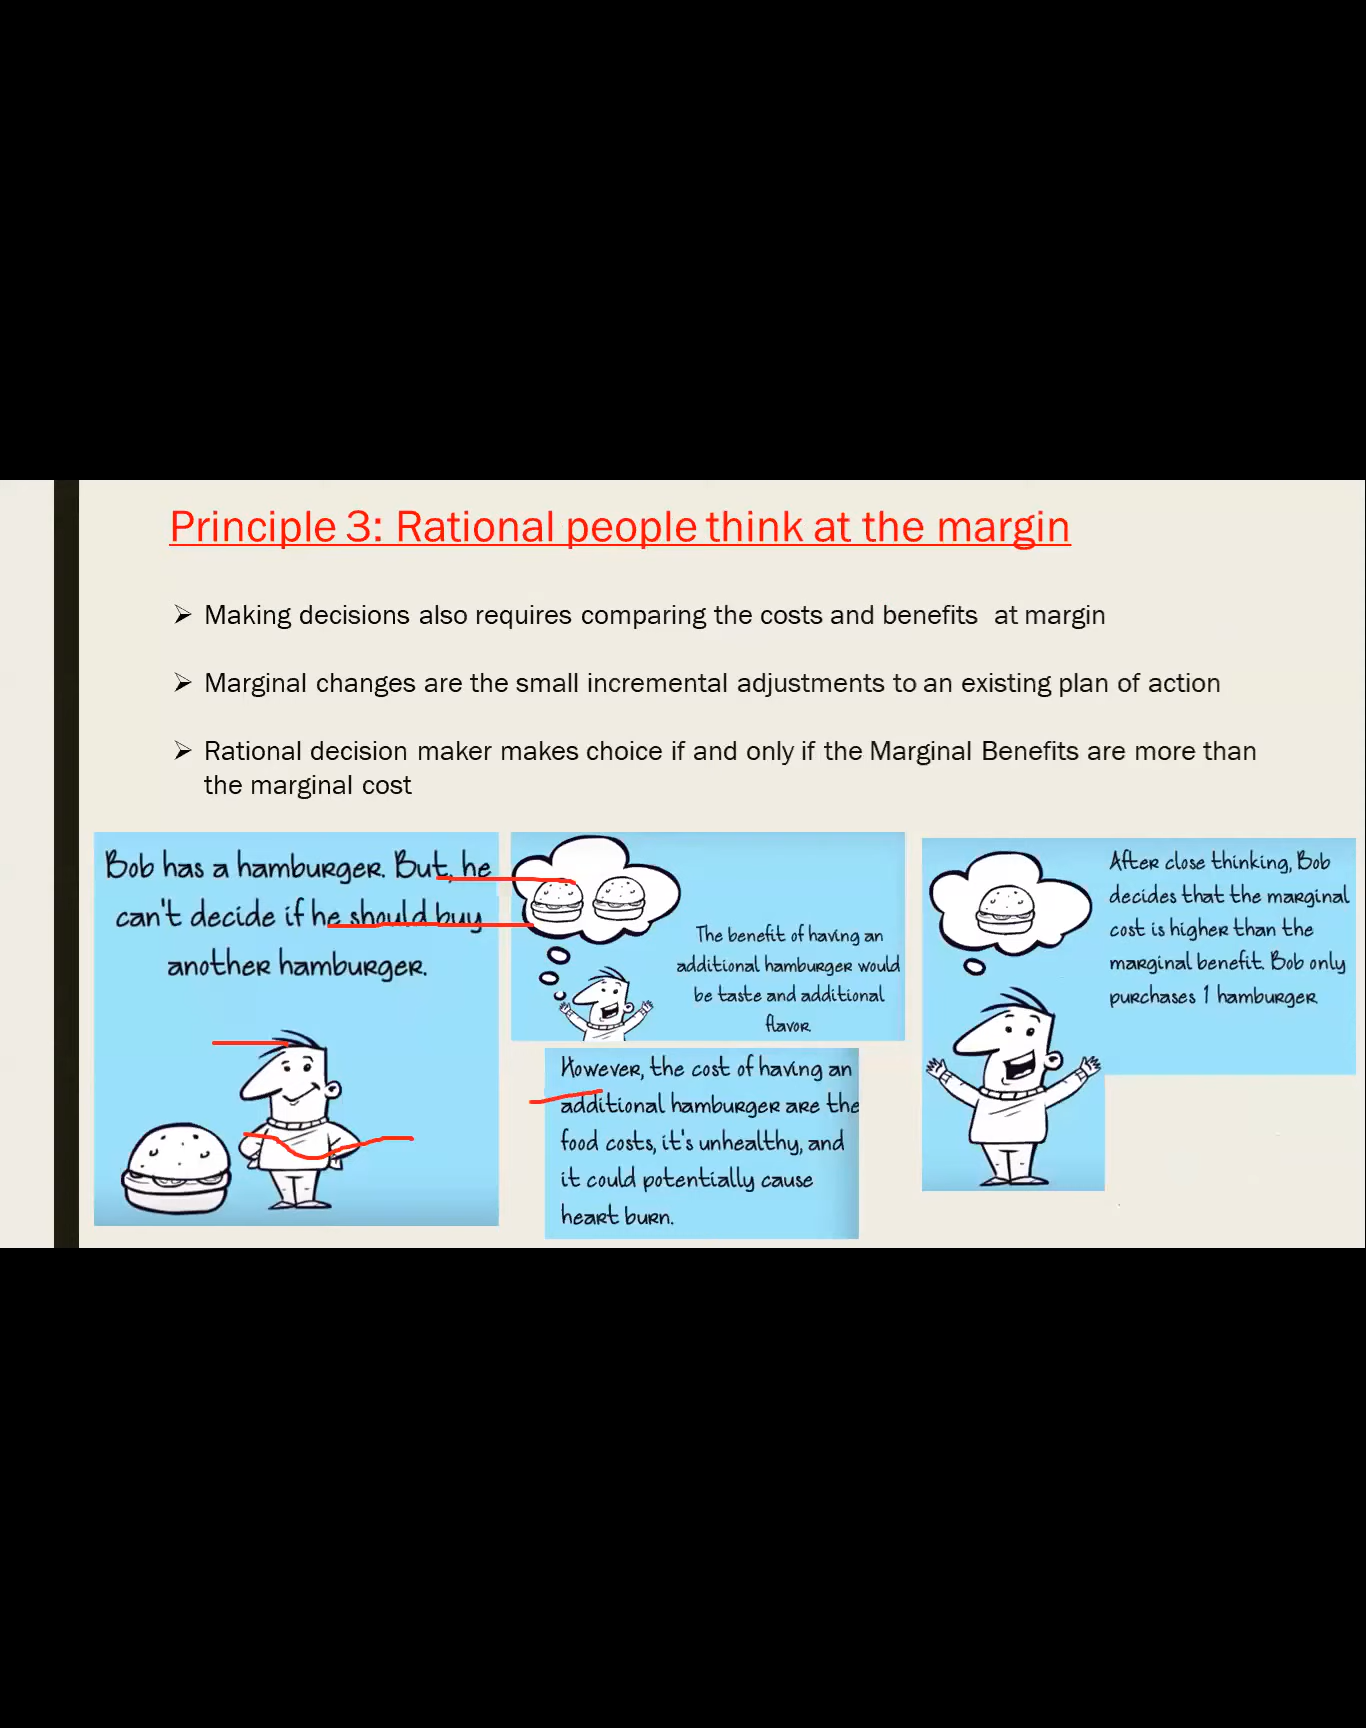 Principle 3: Rational people think at the margin
Making decisions also requires comparing the costs and benefits at margin
Marginal changes are the small incremental adjustments to an existing plan of action
Rational decision maker makes choice if and only if the Marginal Benefits are more than
the marginal cost
Bob has a hamburger. But, he
can't decide if he should buy
another hamburger.
The benefit of having an
additional hamburger would
be taste and additional
flavor.
However, the cost of having an
additional hamburger are the
food costs, it's unhealthy, and
it could potentially cause
heart burn.
After close thinking, Bob
decides that the marginal
cost is higher than the
marginal benefit. Bob only
purchases 1 hamburger.